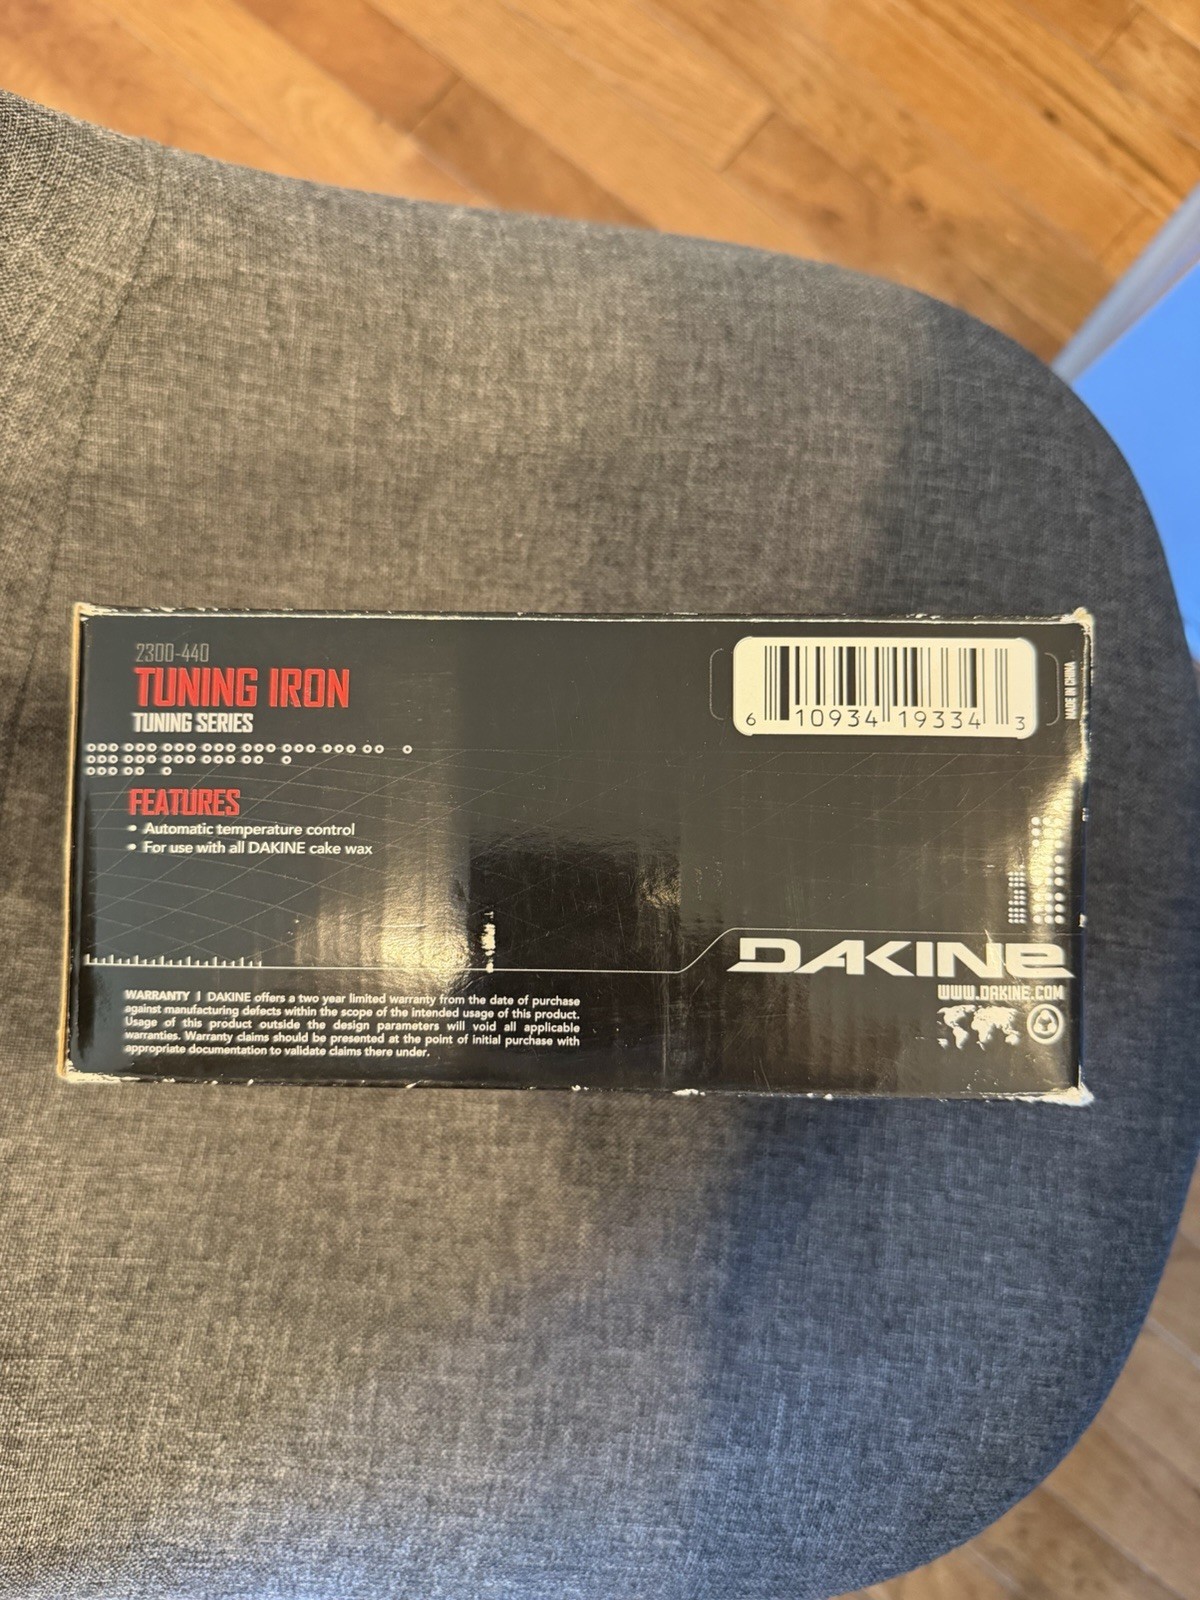 2300-440
TUNING IRON
TUNING SERIES
FEATURES
• Automatic temperature control
• For use with all DAKINE cake wax
6 10934 19334 3
MADE IN CHINA
DAKINE
WWW.DAKINE.COM
WARRANTY | DAKINE offers a two year limited warranty from the date of purchase
against manufacturing defects within the scope of the intended usage of this product.
Usage of this product outside the design parameters will void all applicable
warranties. Warranty claims should be presented at the point of initial purchase with
appropriate documentation to validate claims there under.